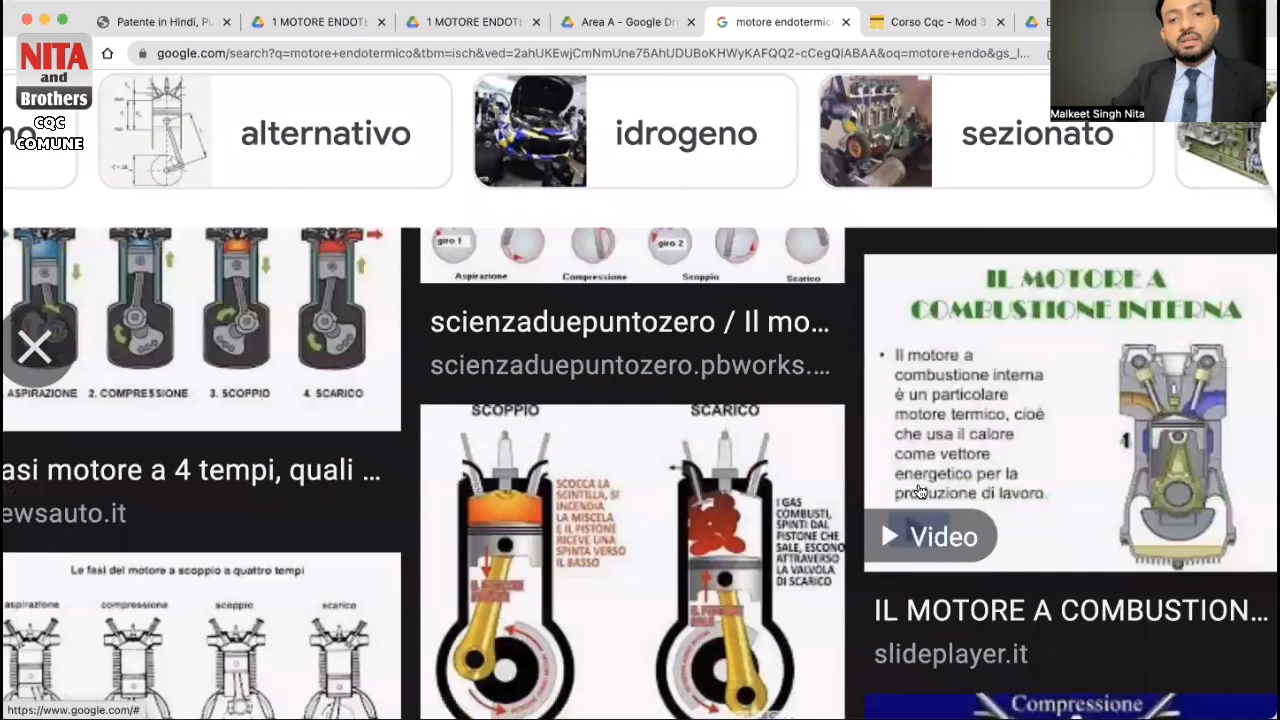 Patente in Hindi, Pu
1 MOTORE ENDOTE
1 MOTORE ENDOTE
Area A - Google Dri
motore endotermico
Corso Cqc - Mod 3
google.com/search?q=motore+endotermico&tbm=isch&ved=2ahUKEwjCmNmUne75AhUDUBoKHWyKAFQQ2-cCegQIABAA&oq=motore+endo&gs_l...
NITA
and
Brothers
CQC
COMUNE
Malkeet Singh Nita
alternativo
idrogeno
sezionato
giro 1
giro 2
Aspirazione
Compressione
Scoppio
Scarico
ASPIRAZIONE
2. COMPRESSIONE
3. SCOPPIO
4. SCARICO
asi motore a 4 tempi, quali ...
ewsauto.it
Le fasi del motore a scoppio a quattro tempi
aspirazione
compressione
scoppio
scarico
https://www.google.com/#
scienzaduepuntozero / Il mo...
scienzaduepuntozero.pbworks....
SCOPPIO
SCARICO
SCOCCA LA
SCINTILLA, SI
INCENDIA
LA MISCELA
E IL PISTONE
RICEVE UNA
SPINTA VERSO
IL BASSO
I GAS
COMBUSTI,
SPINTI DAL
PISTONE CHE
SALE, ESCONO
ATTRAVERSO
LA VALVOLA
DI SCARICO
IL MOTORE A
COMBUSTIONE INTERNA
• Il motore a
combustione interna
è un particolare
motore termico, cioè
che usa il calore
come vettore
energetico per la
produzione di lavoro.
Video
IL MOTORE A COMBUSTION...
slideplayer.it
Compressione